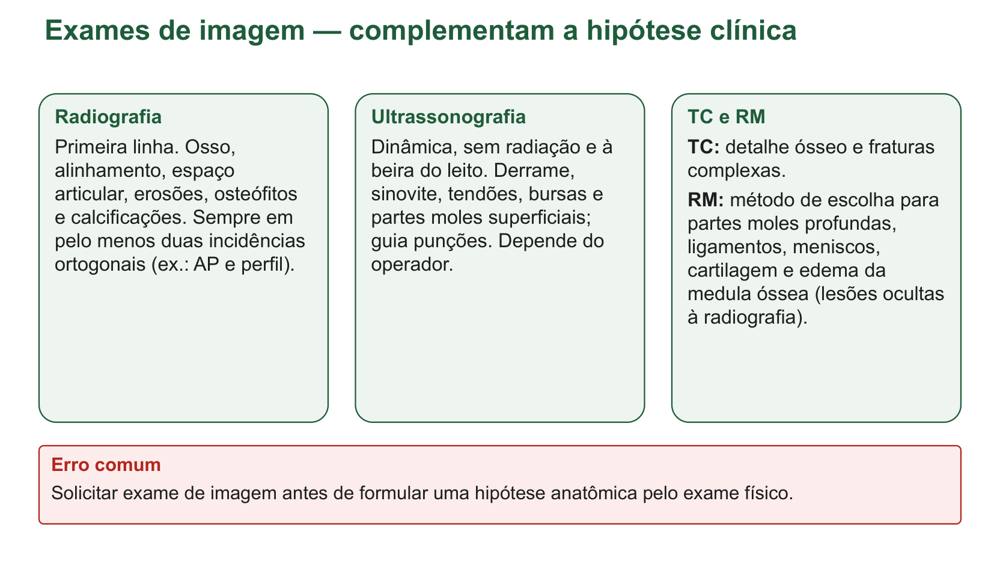 Exames de imagem — complementam a hipótese clínica
Radiografia
Primeira linha. Osso,
alinhamento, espaço
articular, erosões, osteófitos
e calcificações. Sempre em
pelo menos duas incidências
ortogonais (ex.: AP e perfil).
Ultrassonografia
Dinâmica, sem radiação e à
beira do leito. Derrame,
sinovite, tendões, bursas e
partes moles superficiais;
guia punções. Depende do
operador.
TC e RM
TC: detalhe ósseo e fraturas
complexas.
RM: método de escolha para
partes moles profundas,
ligamentos, meniscos,
cartilagem e edema da
medula óssea (lesões ocultas
à radiografia).
Erro comum
Solicitar exame de imagem antes de formular uma hipótese anatômica pelo exame físico.